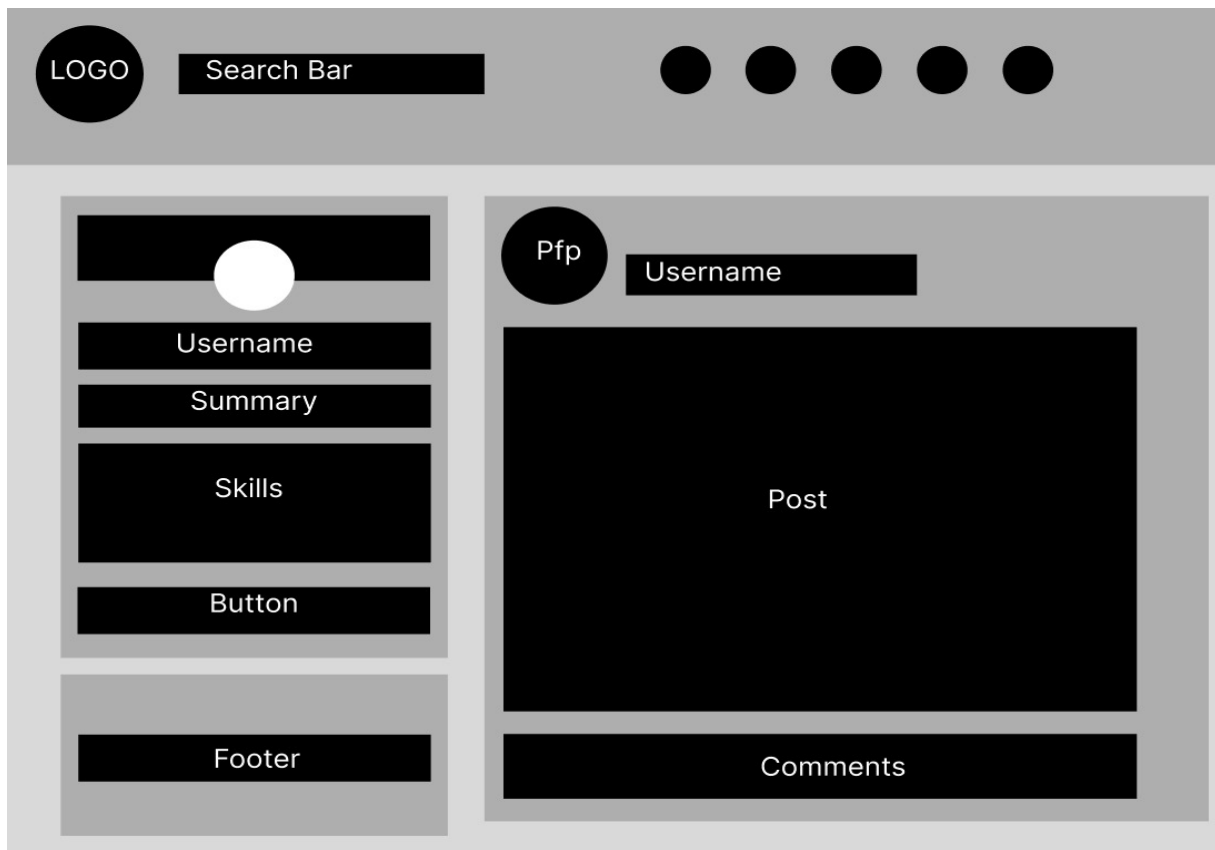 LOGO
Search Bar
Username
Summary
Skills
Button
Footer
Pfp
Username
Post
Comments